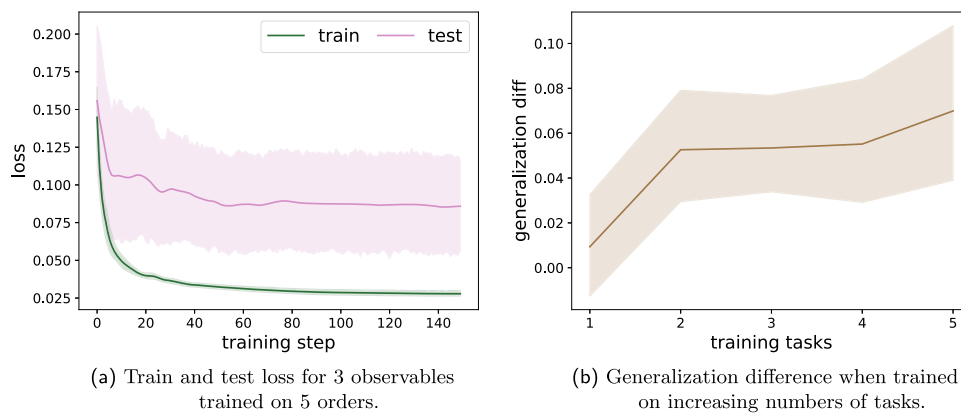 train test
loss
0.200
0.175
0.150
0.125
0.100
0.075
0.050
0.025
0 20 40 60 80 100 120 140
training step
(a) Train and test loss for 3 observables
trained on 5 orders.
generalization diff
0.10
0.08
0.06
0.04
0.02
0.00
1 2 3 4 5
training tasks
(b) Generalization difference when trained
on increasing numbers of tasks.